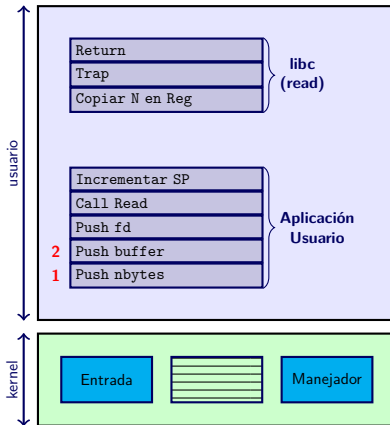 Return
Trap
Copiar N en Reg
libc
(read)
usuario
Incrementar SP
Call Read
Push fd
2 Push buffer
1 Push nbytes
Aplicación
Usuario
kernel
Entrada
Manejador